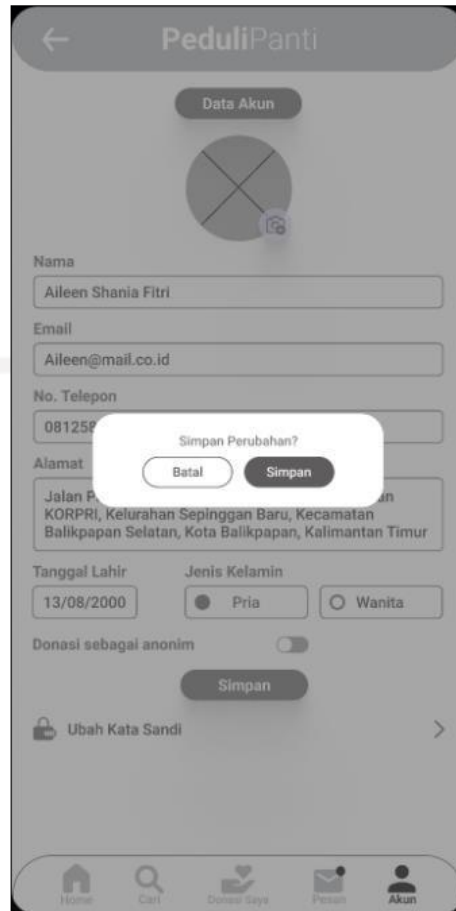 PeduliPanti
Data Akun
Nama
Aileen Shania Fitri
Email
Aileen@mail.co.id
No. Telepon
081258
Simpan Perubahan?
Batal Simpan
Alamat
Jalan
KORPRI, Kelurahan Sepinggan Baru, Kecamatan
Balikpapan Selatan, Kota Balikpapan, Kalimantan Timur
Tanggal Lahir Jenis Kelamin
13/08/2000 Pria Wanita
Donasi sebagai anonim
Simpan
Ubah Kata Sandi
Home Cari Donasi Saya Pesan Akun